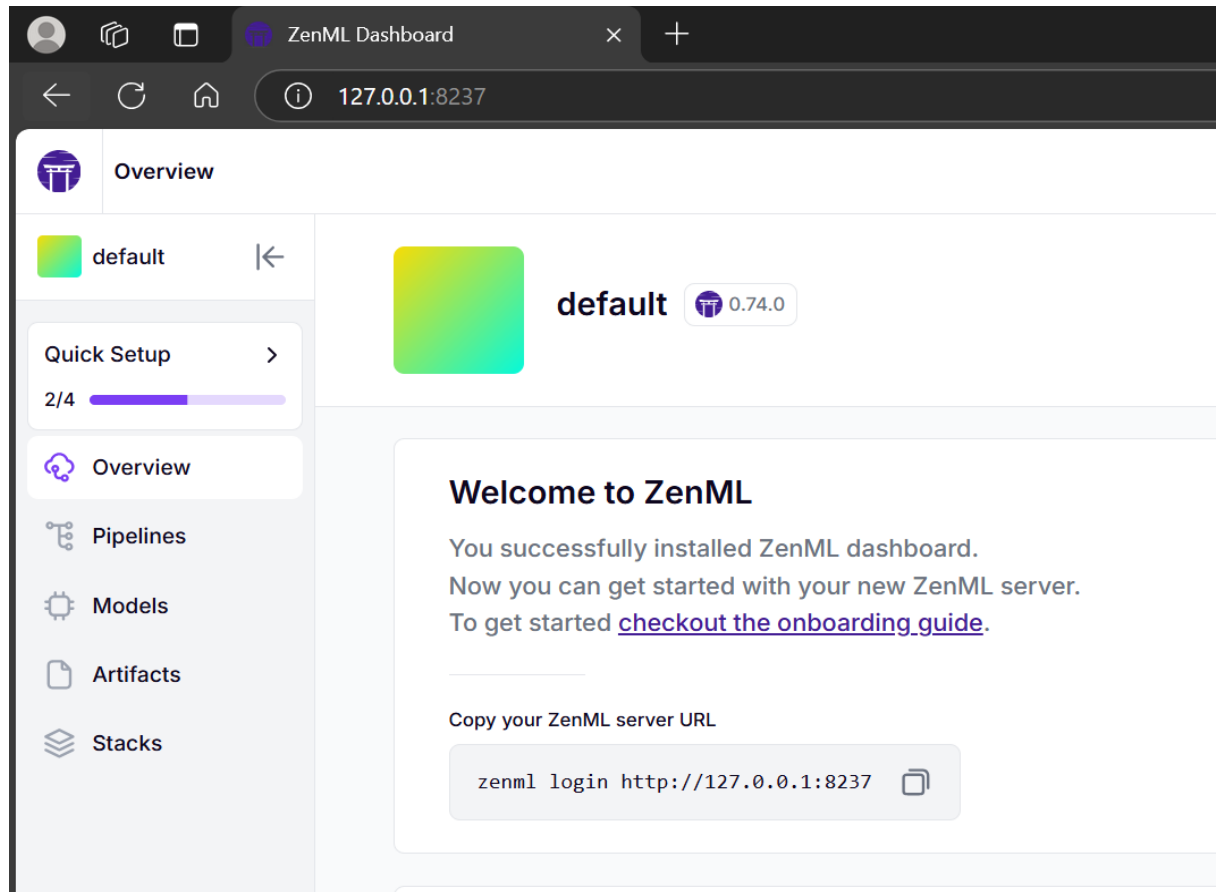 ZenML Dashboard
127.0.0.1:8237
Overview
default
Quick Setup
2/4
Overview
Pipelines
Models
Artifacts
Stacks
default 0.74.0
Welcome to ZenML
You successfully installed ZenML dashboard.
Now you can get started with your new ZenML server.
To get started checkout the onboarding guide.
Copy your ZenML server URL
zenml login http://127.0.0.1:8237